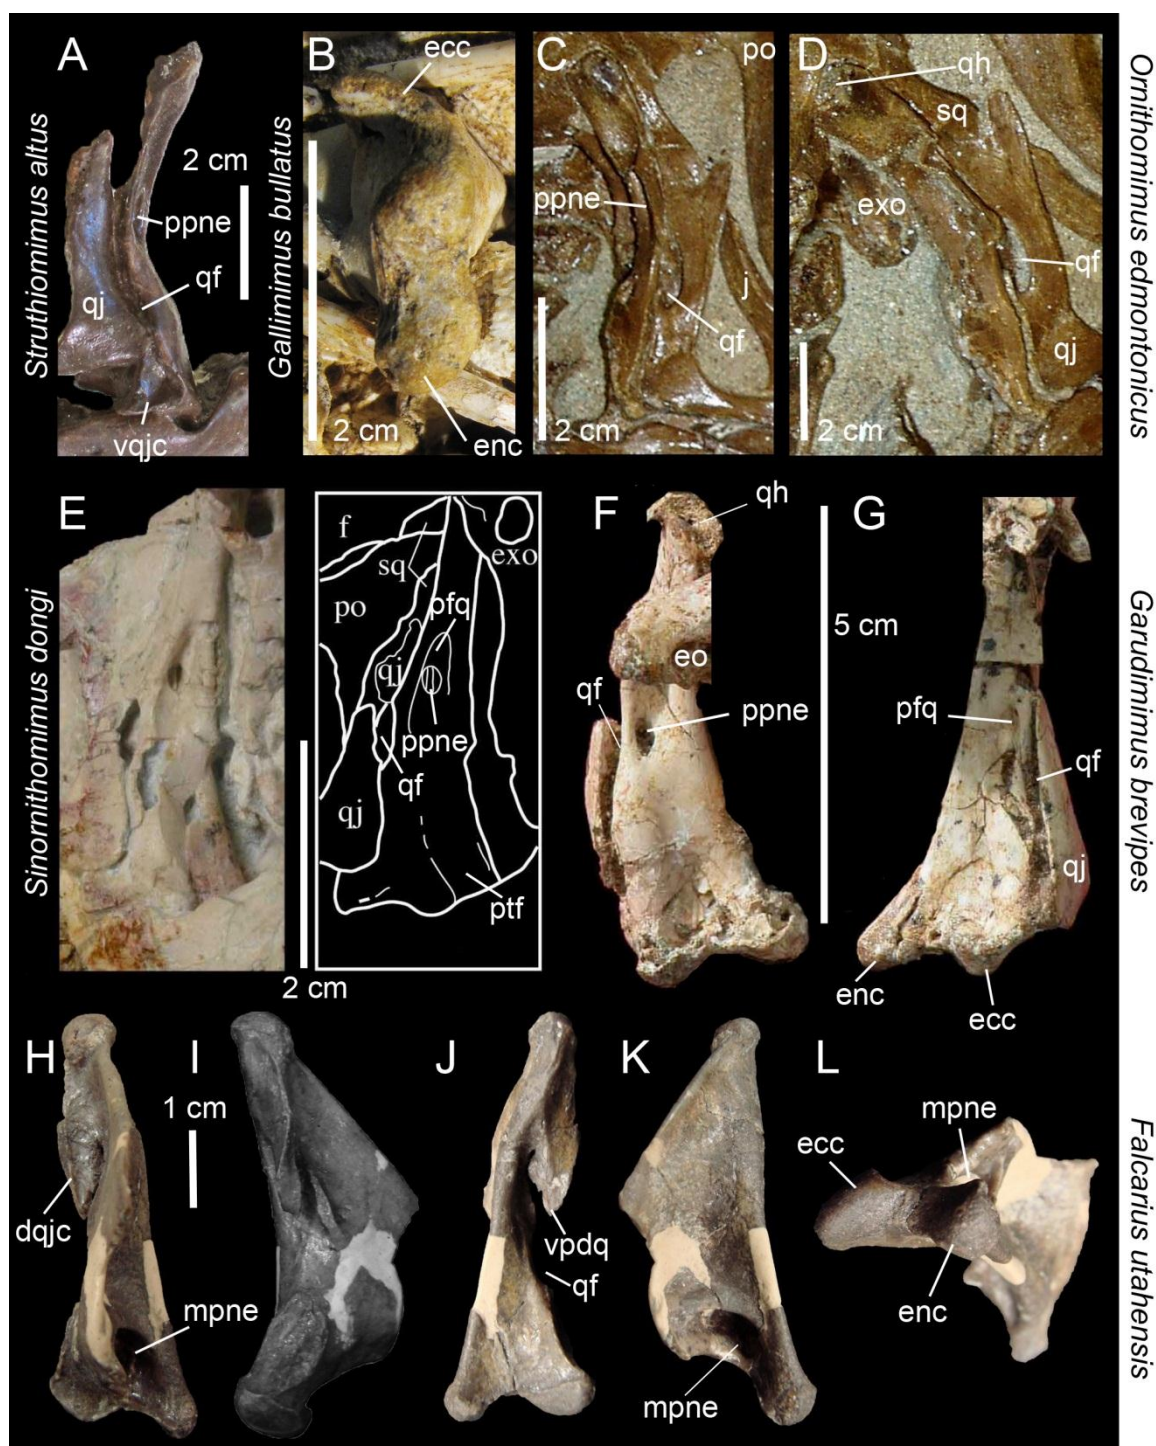 Struthiomimus altus
A
2 cm
ppne
qf
qj
vqjc
Gallimimus bullatus
B
ecc
2 cm
enc
C
po
ppne
j
qf
2 cm
D
qh
sq
exo
qf
qj
2 cm
Ornithomimus edmontonicus
Sinornithomimus dongi
E
f
exo
sq
po
pfq
qj
ppne
qf
qj
ptf
2 cm
F
qh
eo
qf
ppne
5 cm
G
pfq
qf
qj
enc
ecc
Garudimimus brevipes
H
dqjc
mpne
I
1 cm
J
vpdq
qf
K
mpne
L
mpne
ecc
enc
Falcarius utahensis